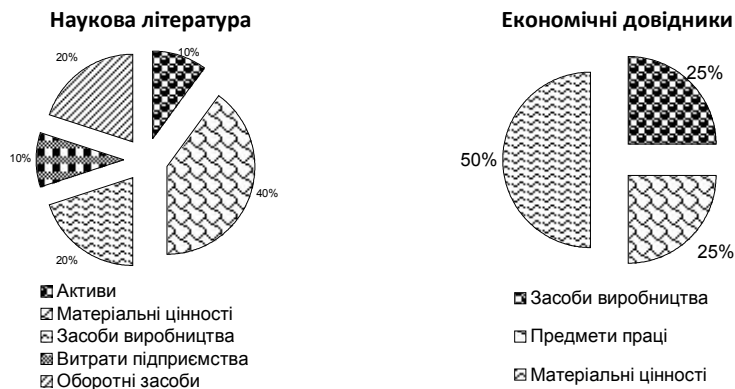 Наукова література
20%
10%
10%
40%
20%
Активи
Матеріальні цінності
Засоби виробництва
Витрати підприємства
Оборотні засоби
Економічні довідники
25%
50%
25%
Засоби виробництва
Предмети праці
Матеріальні цінності